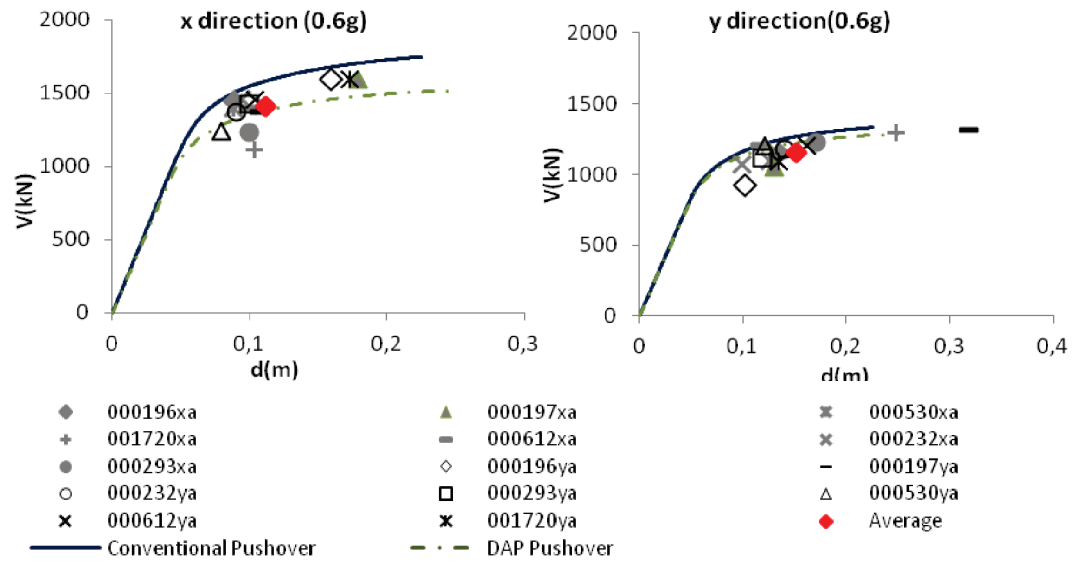 x direction (0.6g)
2000
1500
1000
500
0
V(kN)
0
0,1
0,2
0,3
d(m)
y direction(0.6g)
2000
1500
1000
500
0
V(kN)
0
0,1
0,2
0,3
0,4
d(m)
000196xa 000197xa 000530xa
001720xa 000612xa 000232xa
000293xa 000196ya 000197ya
000232ya 000293ya 000530ya
000612ya 001720ya Average
Conventional Pushover DAP Pushover